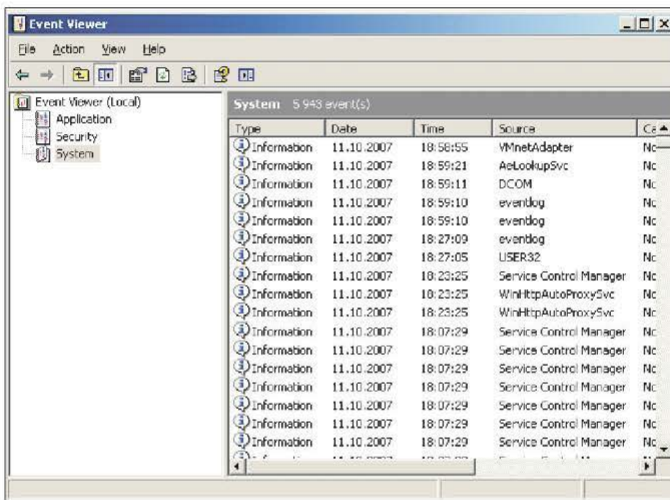 Event Viewer
File Action View Help
Event Viewer (Local)
Application
Security
System
System 5 943 event(s)
Type Date Time Source
Information 11.10.2007 18:58:55 VMnetAdapter
Information 11.10.2007 18:59:21 AeLookupSvc
Information 11.10.2007 18:59:11 DCOM
Information 11.10.2007 18:59:10 eventlog
Information 11.10.2007 18:59:10 eventlog
Information 11.10.2007 18:27:09 eventlog
Information 11.10.2007 18:27:05 USER32
Information 11.10.2007 18:23:25 Service Control Manager
Information 11.10.2007 18:23:25 WinHttpAutoProxySvc
Information 11.10.2007 18:23:25 WinHttpAutoProxySvc
Information 11.10.2007 18:07:29 Service Control Manager
Information 11.10.2007 18:07:29 Service Control Manager
Information 11.10.2007 18:07:29 Service Control Manager
Information 11.10.2007 18:07:29 Service Control Manager
Information 11.10.2007 18:07:29 Service Control Manager
Information 11.10.2007 18:07:29 Service Control Manager
Information 11.10.2007 18:07:29 Service Control Manager